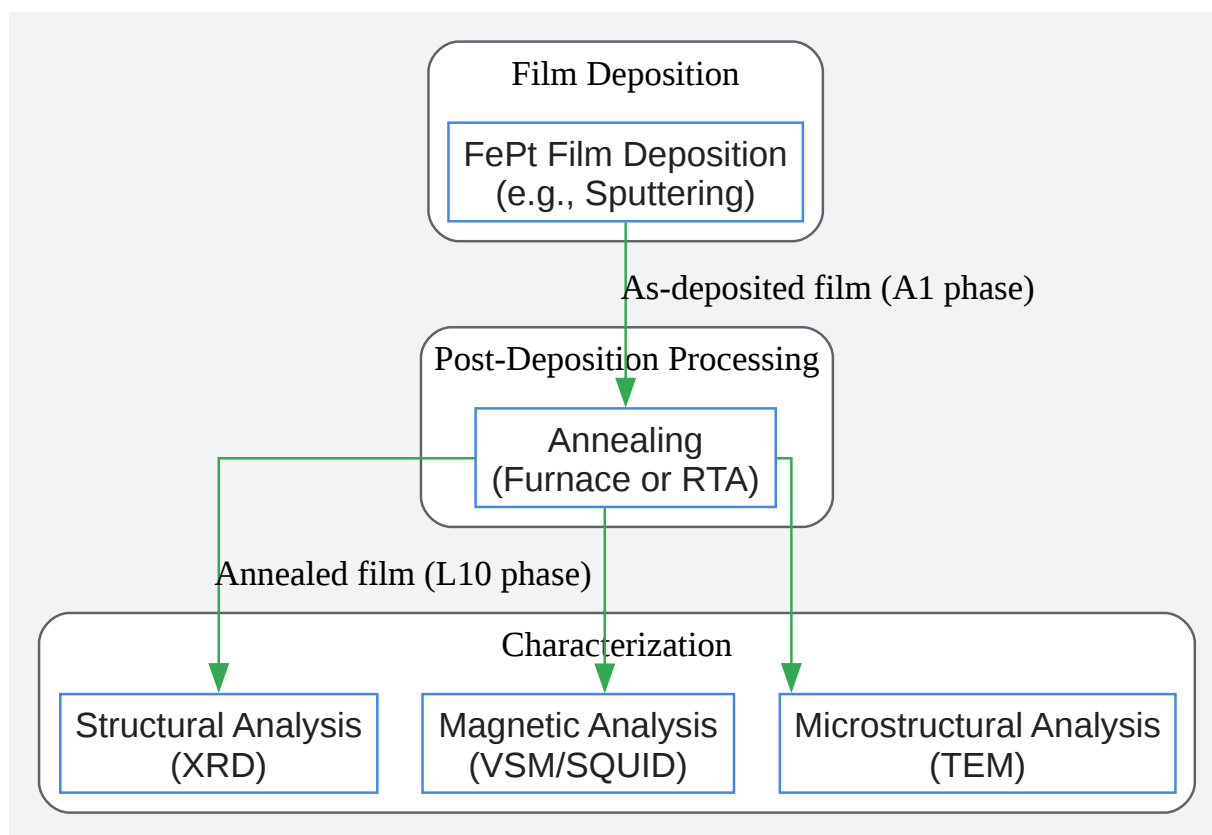 Film Deposition
FePt Film Deposition
(e.g., Sputtering)
As-deposited film (A1 phase)
Post-Deposition Processing
Annealing
(Furnace or RTA)
Annealed film (L10 phase)
Characterization
Structural Analysis
(XRD)
Magnetic Analysis
(VSM/SQUID)
Microstructural Analysis
(TEM)